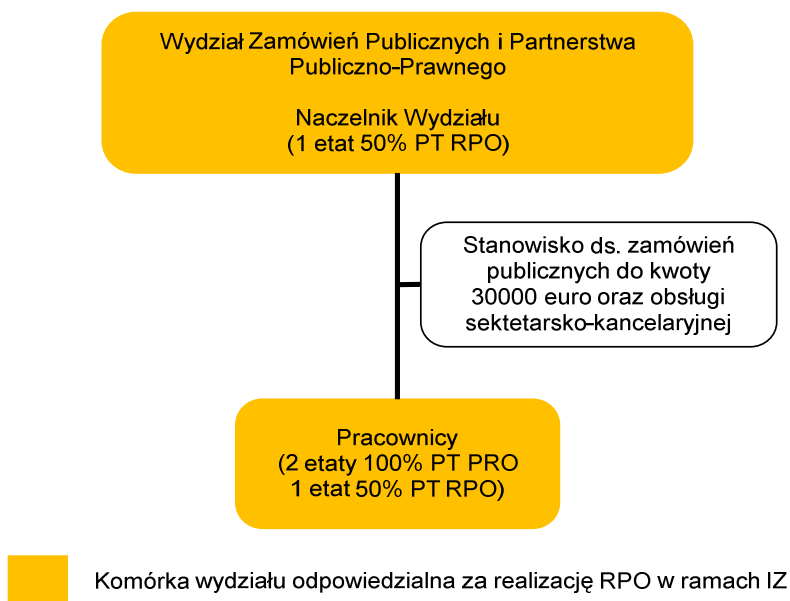 Wydział Zamówień Publicznych i Partnerstwa
Publiczno-Prawnego
Naczelnik Wydziału
(1 etat 50% PT RPO)
Stanowisko ds. zamówień
publicznych do kwoty
30000 euro oraz obsługi
sektetarsko-kancelaryjnej
Pracownicy
(2 etaty 100% PT PRO
1 etat 50% PT RPO)
Komórka wydziału odpowiedzialna za realizację RPO w ramach IZ